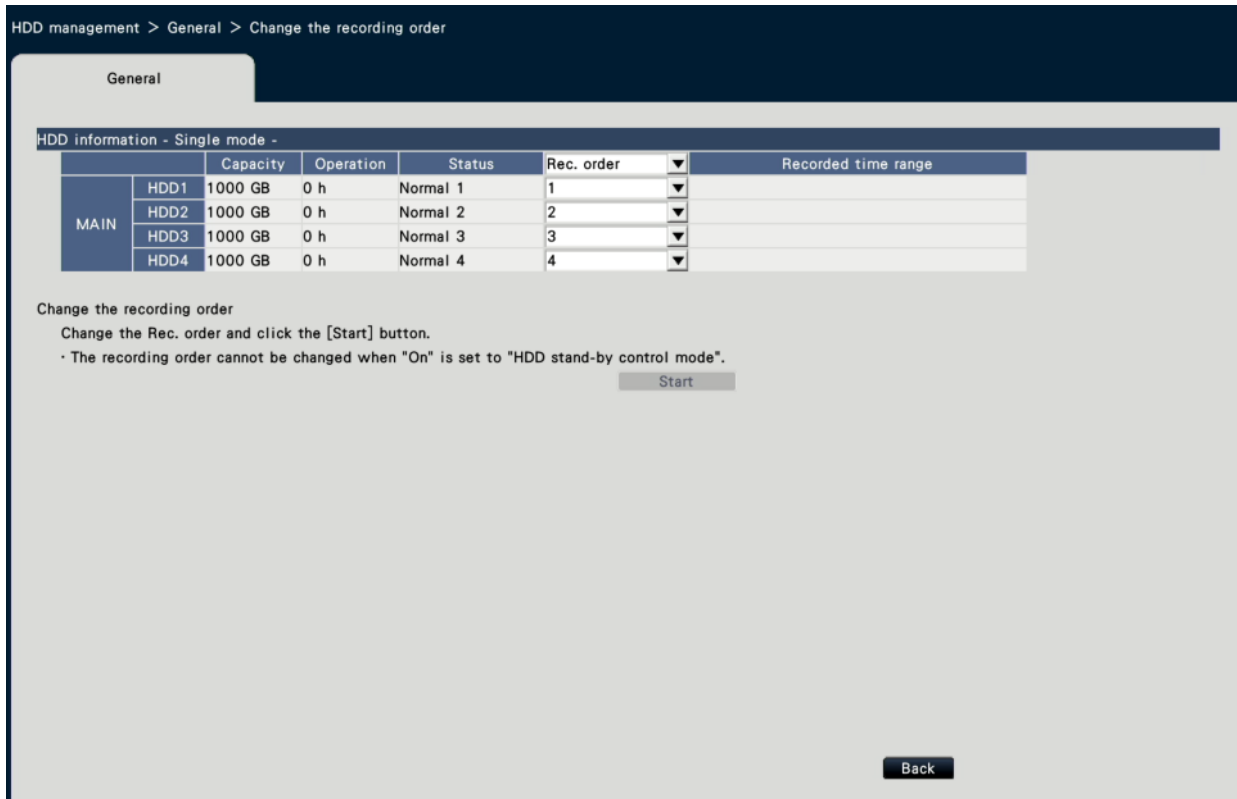 HDD management > General > Change the recording order
General
HDD information - Single mode -
Capacity Operation Status Rec. order Recorded time range
MAIN
HDD1 1000 GB 0 h Normal 1 1
HDD2 1000 GB 0 h Normal 2 2
HDD3 1000 GB 0 h Normal 3 3
HDD4 1000 GB 0 h Normal 4 4
Change the recording order
Change the Rec. order and click the [Start] button.
· The recording order cannot be changed when "On" is set to "HDD stand-by control mode".
Start
Back